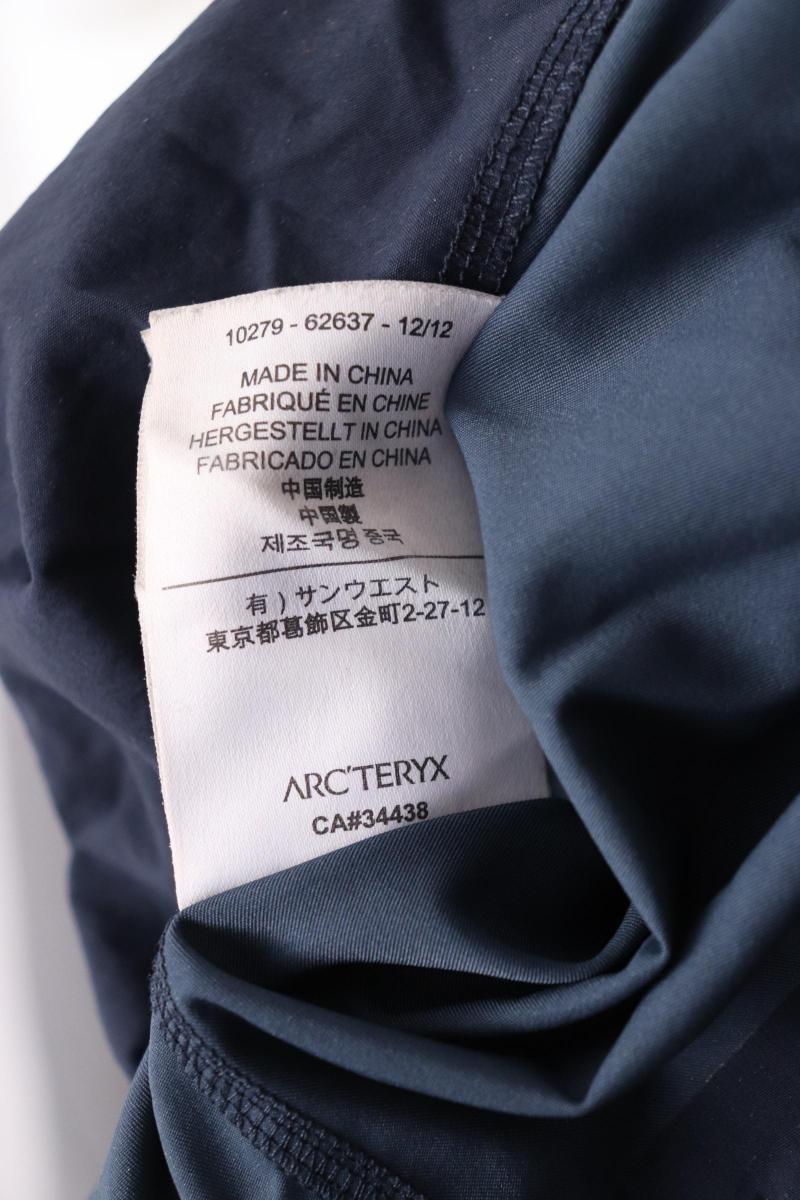 10279 - 62637 - 12/12
MADE IN CHINA
FABRIQUÉ EN CHINE
HERGESTELLT IN CHINA
FABRICADO EN CHINA
中国制造
中国製
제조국명 중국
有）サンウエスト
東京都葛飾区金町2-27-12
ARC'TERYX
CA#34438